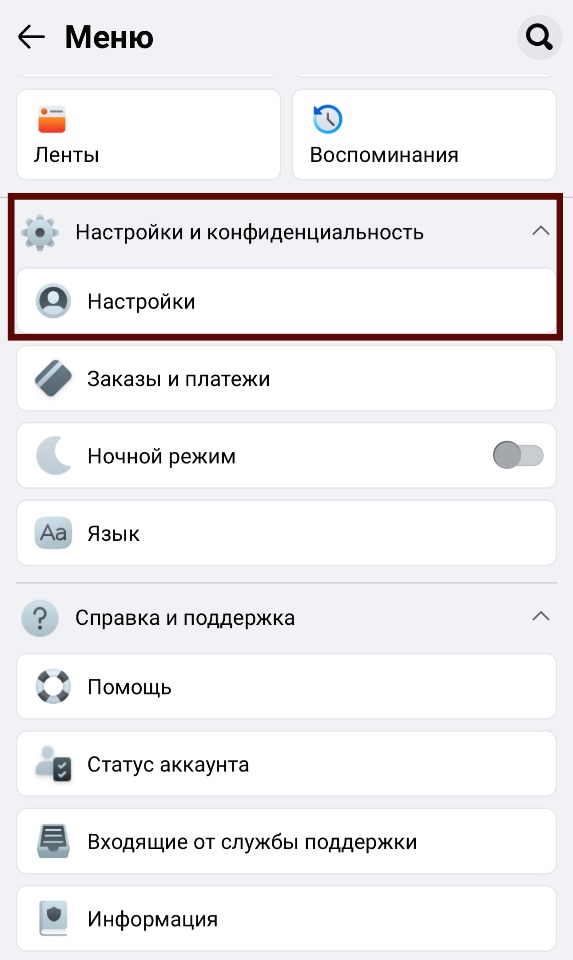 Меню
Ленты
Воспоминания
Настройки и конфиденциальность
Настройки
Заказы и платежи
Ночной режим
Aa
Язык
?
Справка и поддержка
Помощь
Статус аккаунта
Входящие от службы поддержки
Информация